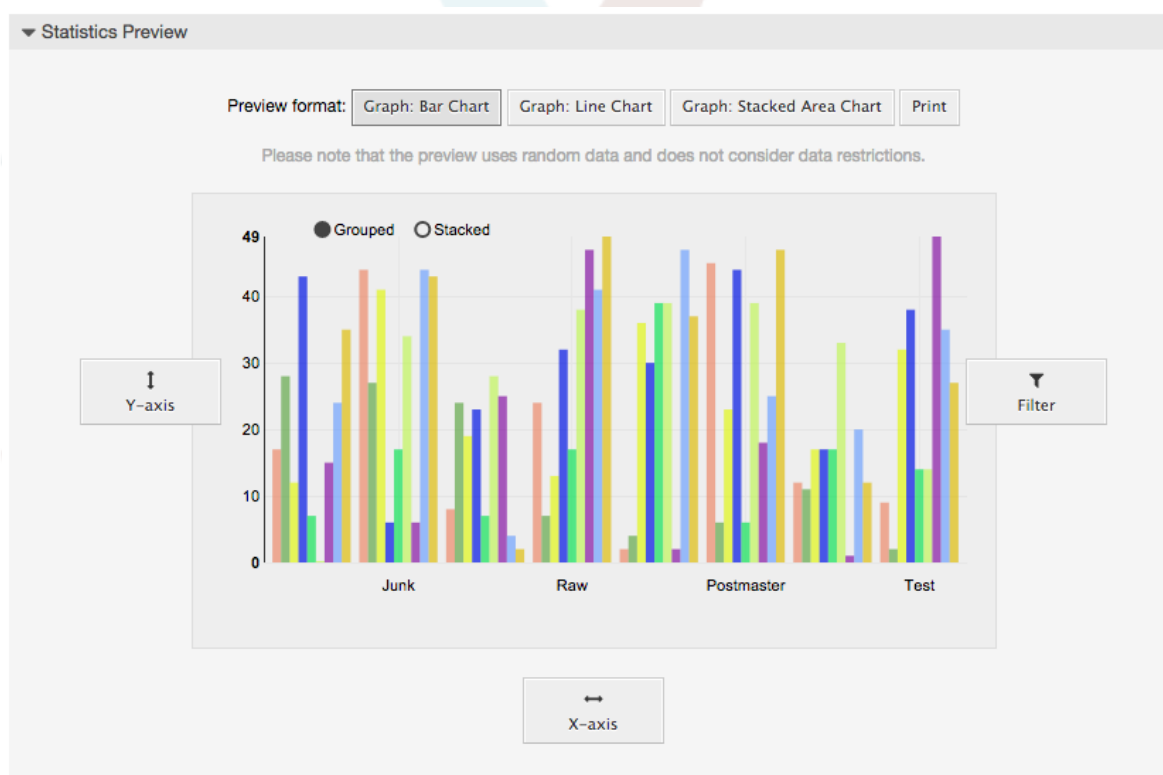 Statistics Preview
Preview format: Graph: Bar Chart Graph: Line Chart Graph: Stacked Area Chart Print
Please note that the preview uses random data and does not consider data restrictions.
Grouped Stacked
49
40
30
20
10
0
Junk Raw Postmaster Test
Y-axis
Filter
X-axis